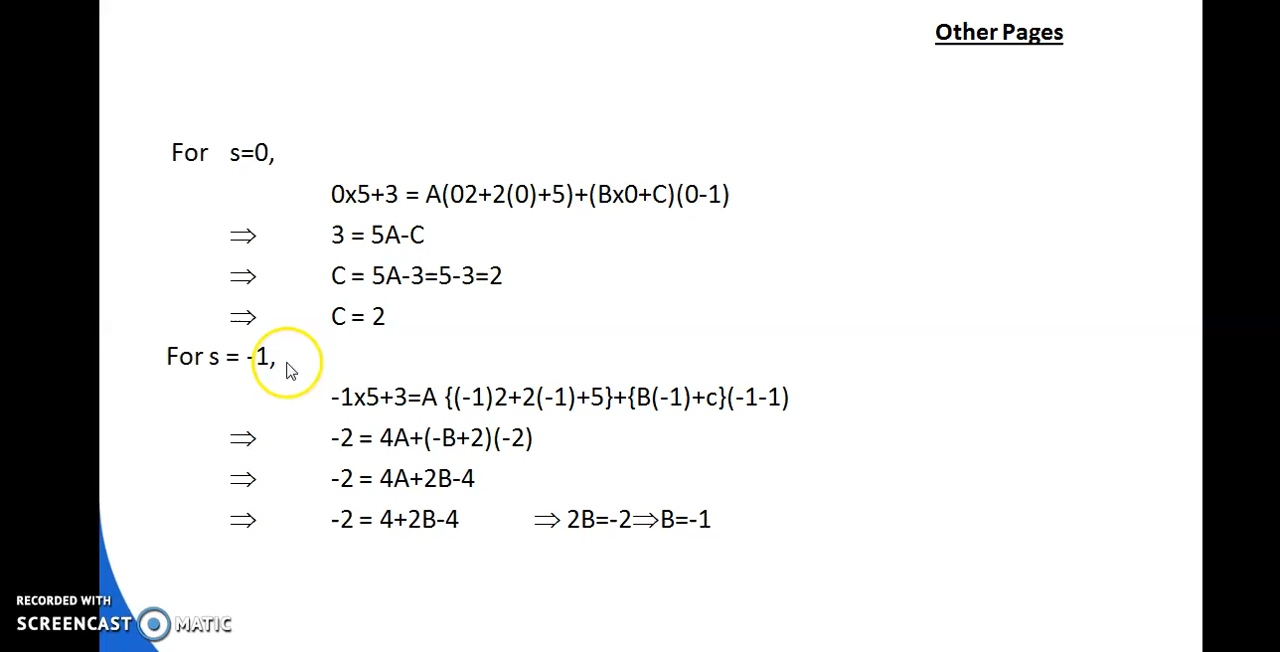 Other Pages
For s=0,
0x5+3 = A(02+2(0)+5)+(Bx0+C)(0-1)
⇒ 3 = 5A-C
⇒ C = 5A-3=5-3=2
⇒ C = 2
For s = -1,
-1x5+3=A {(-1)2+2(-1)+5}+{B(-1)+c}(-1-1)
⇒ -2 = 4A+(-B+2)(-2)
⇒ -2 = 4A+2B-4
⇒ -2 = 4+2B-4 ⇒ 2B=-2⇒B=-1
RECORDED WITH
SCREENCAST MATIC